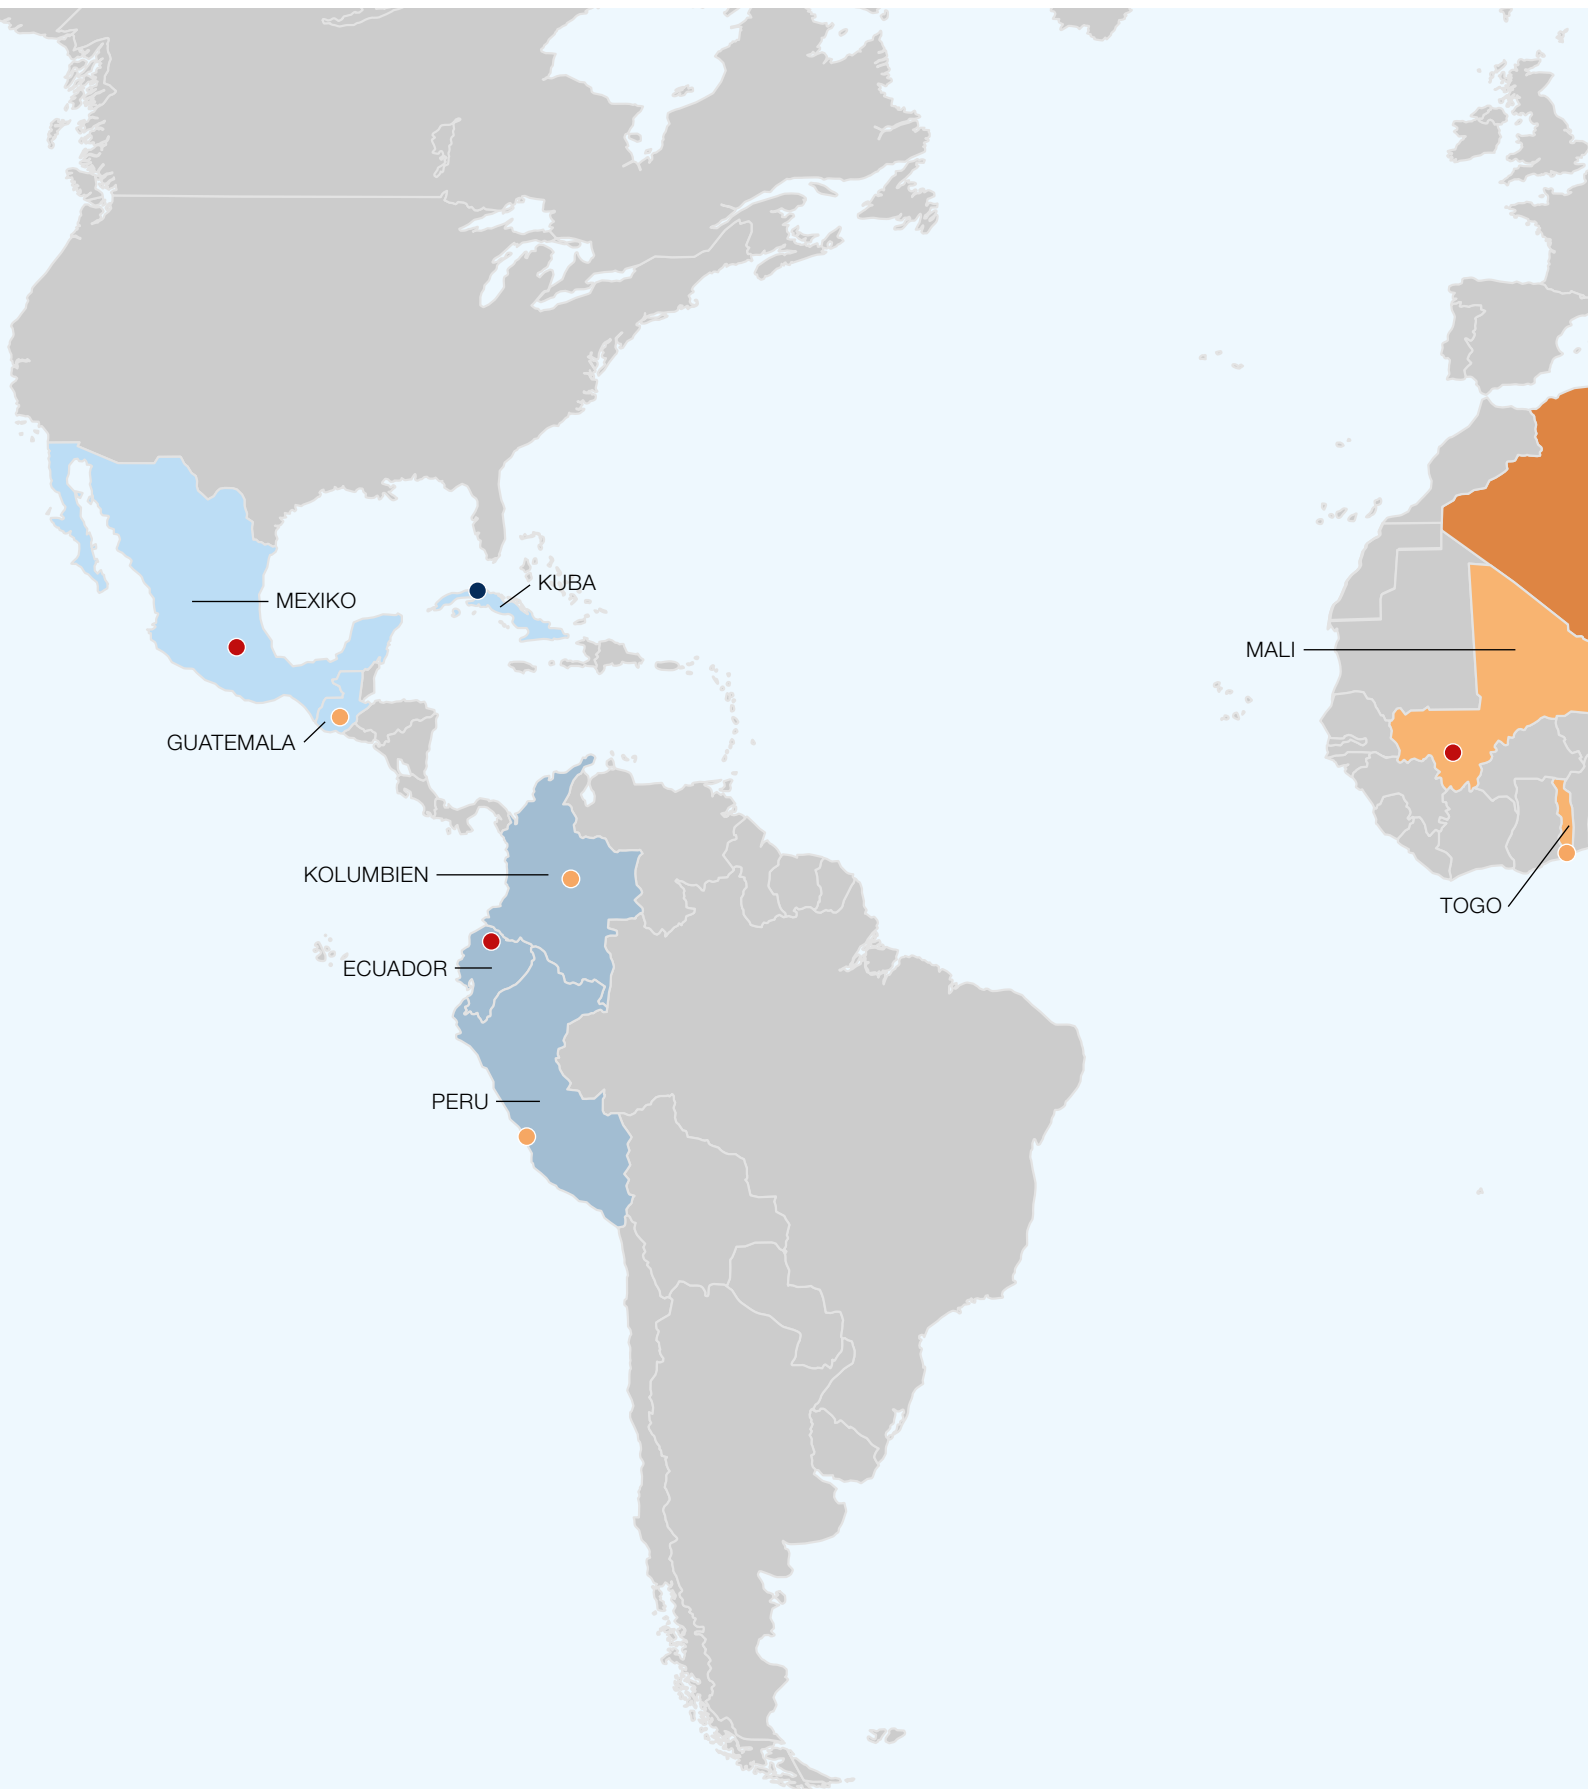 KUBA
MEXIKO
MALI
GUATEMALA
KOLUMBIEN
TOGO
ECUADOR
PERU